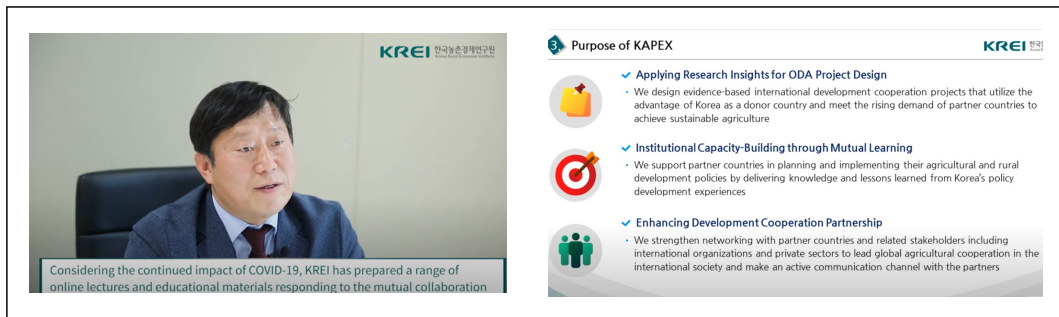 KREI 한국농촌경제연구원
Korea Rural Economic Institute
Considering the continued impact of COVID-19, KREI has prepared a range of
online lectures and educational materials responding to the mutual collaboration
3 Purpose of KAPEX
KREI
✓ Applying Research Insights for ODA Project Design
· We design evidence-based international development cooperation projects that utilize the
advantage of Korea as a donor country and meet the rising demand of partner countries to
achieve sustainable agriculture
✓ Institutional Capacity-Building through Mutual Learning
· We support partner countries in planning and implementing their agricultural and rural
development policies by delivering knowledge and lessons learned from Korea's policy
development experiences
✓ Enhancing Development Cooperation Partnership
· We strengthen networking with partner countries and related stakeholders including
international organizations and private sectors to lead global agricultural cooperation in the
international society and make an active communication channel with the partners